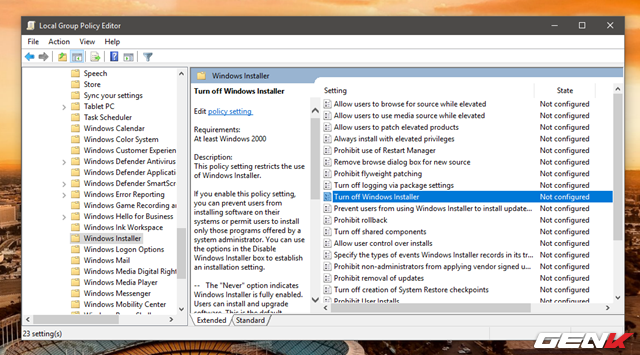 Local Group Policy Editor
File Action View Help
Speech
Store
Sync your settings
Tablet PC
Task Scheduler
Windows Calendar
Windows Color System
Windows Customer Experien
Windows Defender Antivirus
Windows Defender Applicati
Windows Defender SmartScr
Windows Error Reporting
Windows Game Recording an
Windows Hello for Business
Windows Ink Workspace
Windows Installer
Windows Logon Options
Windows Mail
Windows Media Digital Right
Windows Media Player
Windows Messenger
Windows Mobility Center
Windows Installer
Turn off Windows Installer
Edit policy setting
Requirements:
At least Windows 2000
Description:
This policy setting restricts the use
of Windows Installer.
If you enable this policy setting,
you can prevent users from
installing software on their
systems or permit users to install
only those programs offered by a
system administrator. You can use
the options in the Disable
Windows Installer box to establish
an installation setting.
-- The "Never" option indicates
Windows Installer is fully enabled.
Users can install and upgrade
software. This is the default
Setting State
Allow users to browse for source while elevated Not configured
Allow users to use media source while elevated Not configured
Allow users to patch elevated products Not configured
Always install with elevated privileges Not configured
Prohibit use of Restart Manager Not configured
Remove browse dialog box for new source Not configured
Prohibit flyweight patching Not configured
Turn off logging via package settings Not configured
Turn off Windows Installer Not configured
Prevent users from using Windows Installer to install update... Not configured
Prohibit rollback Not configured
Turn off shared components Not configured
Allow user control over installs Not configured
Specify the types of events Windows Installer records in its tr... Not configured
Prohibit non-administrators from applying vendor signed u... Not configured
Prohibit removal of updates Not configured
Turn off creation of System Restore checkpoints Not configured
Prohibit User Installs Not configured
Extended Standard
23 setting(s)
GENK